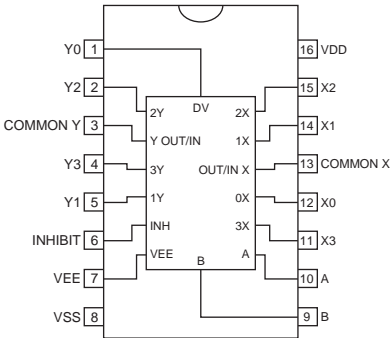 Y0 1
16 VDD
Y2 2
15 X2
DV
2Y
2X
COMMON Y 3
14 X1
Y OUT/IN
1X
13 COMMON X
Y3 4
3Y
OUT/IN X
Y1 5
1Y
0X
12 X0
INHIBIT 6
INH
3X
11 X3
VEE 7
VEE
B
A
10 A
VSS 8
9 B